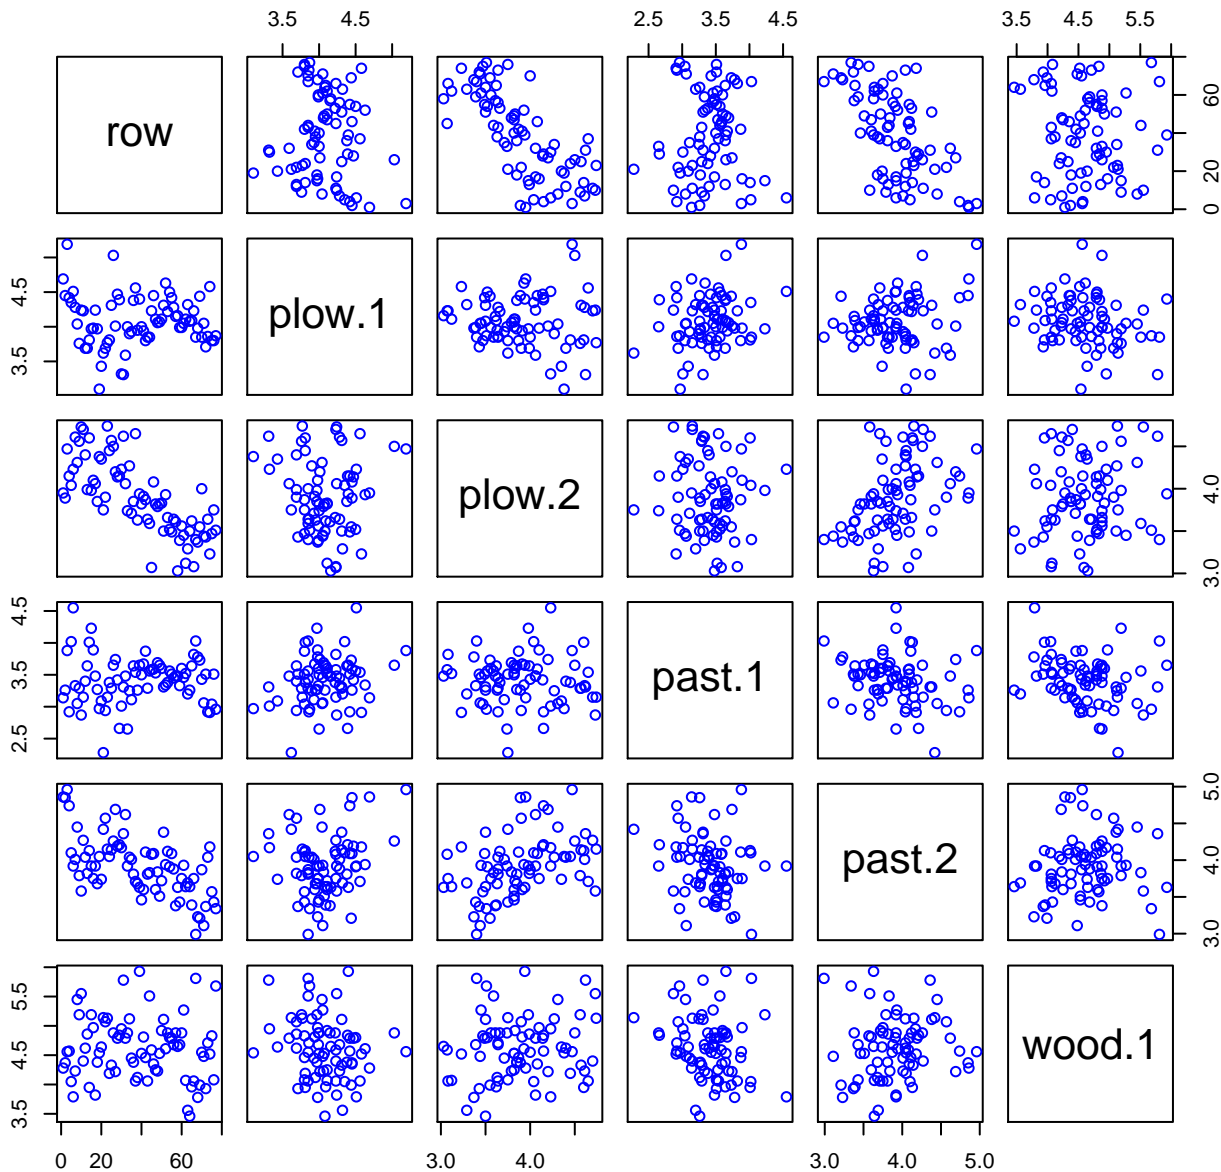 3.5 4.5 2.5 3.5 4.5 3.5 4.5 5.5
row 0 20 60
3.5 4.5 plow.1
plow.2 3.0 4.0
2.5 3.5 4.5 past.1
past.2 3.0 4.0 5.0
3.5 4.5 5.5 wood.1
0 20 60 3.0 4.0 3.0 4.0 5.0